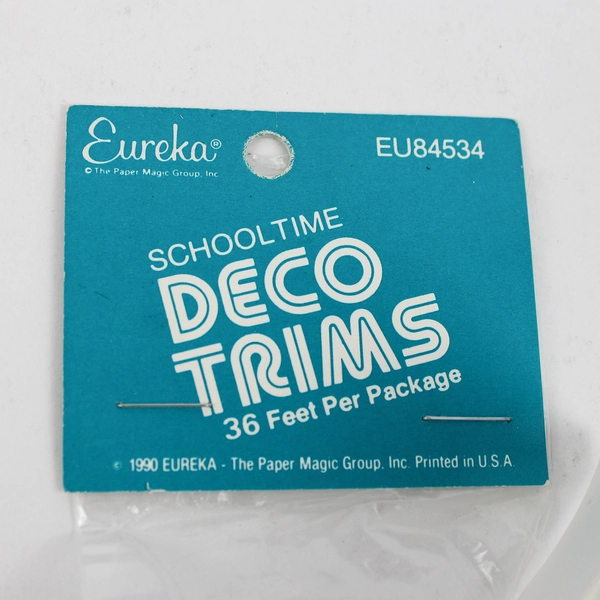 Eureka®
© The Paper Magic Group, Inc
EU84534
SCHOOLTIME
DECO
TRIMS
36 Feet Per Package
© 1990 EUREKA - The Paper Magic Group, Inc. Printed in U.S.A.